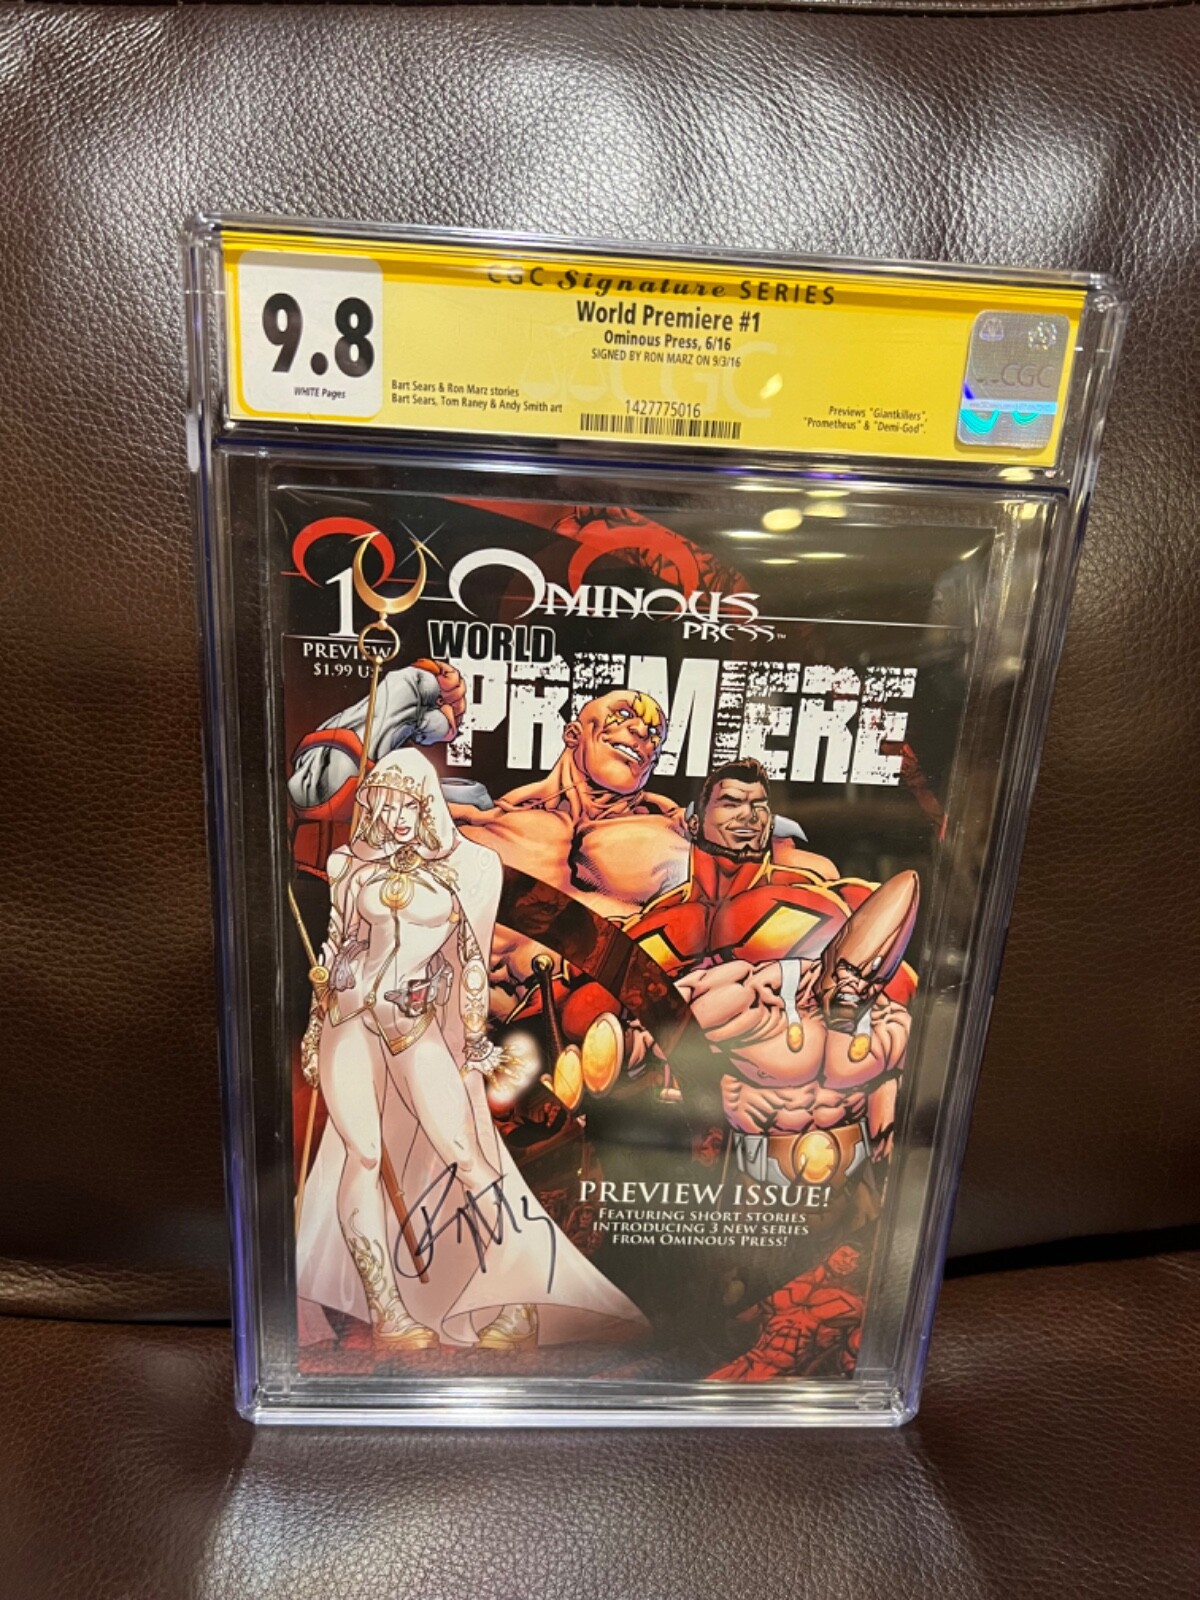 CGC Signature SERIES
9.8
WHITE Pages
World Premiere #1
Ominous Press, 6/16
SIGNED BY RON MARZ ON 9/3/16
Bart Sears & Ron Marz stories
Bart Sears, Tom Raney & Andy Smith art
1427775016
Previews "Giantkillers",
"Prometheus" & "Demi-God".
CGC
CGC
1
PREVIEW
$1.99 U
OMINOUS
PRESS™
WORLD
PREMIERE
PREVIEW ISSUE!
FEATURING SHORT STORIES
INTRODUCING 3 NEW SERIES
FROM OMINOUS PRESS!